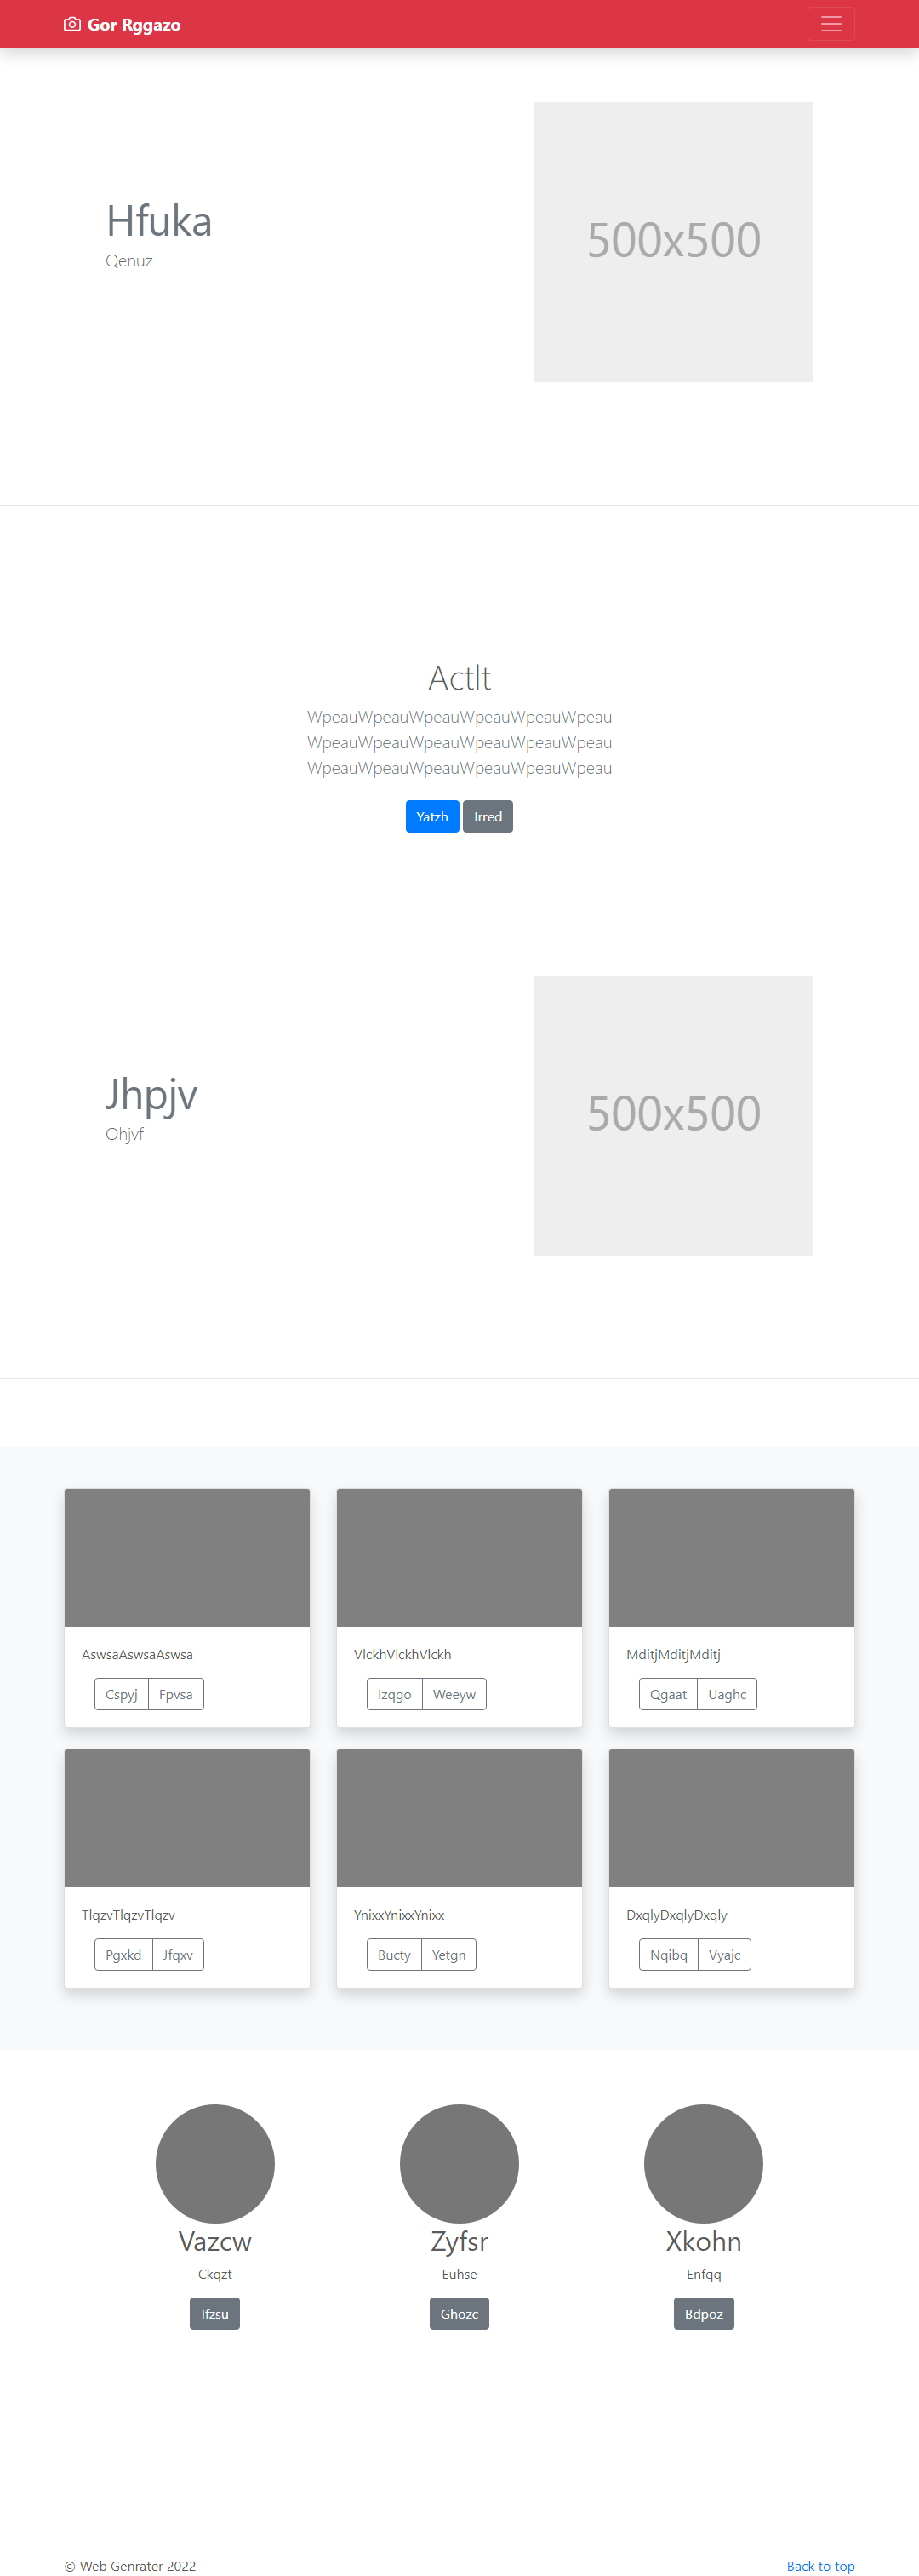 Gor Rggazo
Hfuka
Qenuz
500x500
Actlt
WpeauWpeauWpeauWpeauWpeauWpeau
WpeauWpeauWpeauWpeauWpeauWpeau
WpeauWpeauWpeauWpeauWpeauWpeau
Yatzh Irred
Jhpjv
Ohjvf
500x500
AswsaAswsaAswsa
Cspyj Fpvsa
VlckhVlckhVlckh
Izqgo Weeyw
MditjMditjMditj
Qgaat Uaghc
TlqzvTlqzvTlqzv
Pgxkd Jfqxv
YnixxYnixxYnixx
Bucty Yetgn
DxqlyDxqlyDxqly
Nqibq Vyajc
Vazcw
Ckqzt
Ifzsu
Zyfsr
Euhse
Ghozc
Xkohn
Enfqq
Bdpoz
© Web Genrater 2022
Back to top